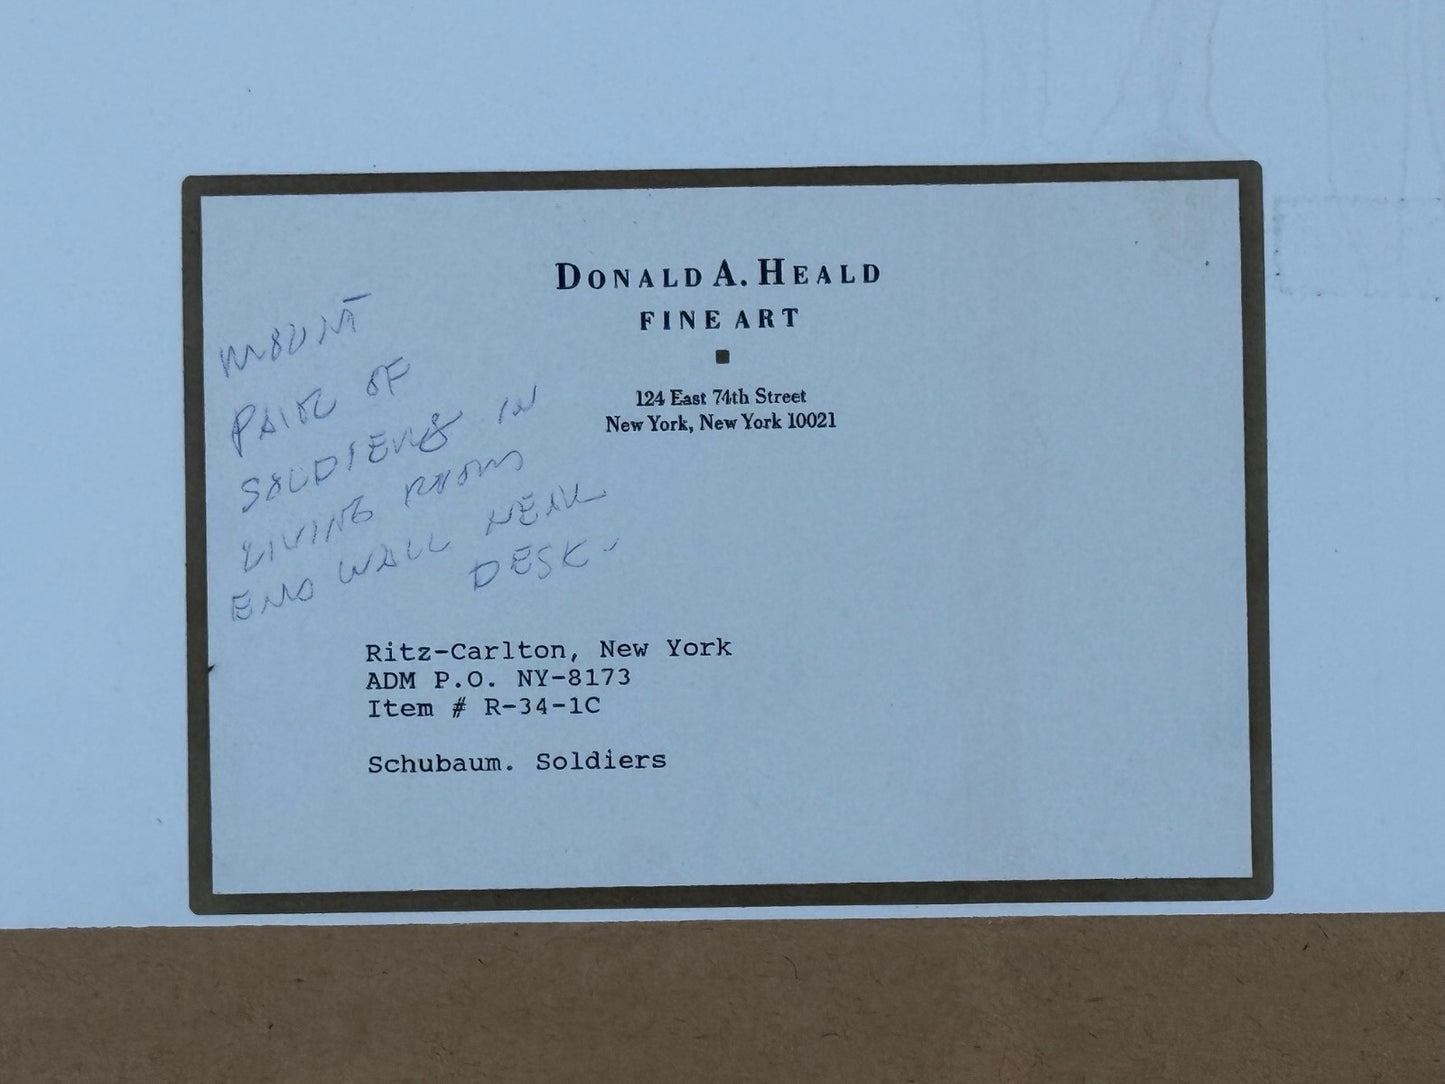 DONALD A. HEALD
FINE ART
124 East 74th Street
New York, New York 10021
MOUNT
PAIR OF
SOLDIERS IN
LIVING ROOM
END WALL NEAR
DESK.
Ritz-Carlton, New York
ADM P.O. NY-8173
Item # R-34-1C
Schubaum. Soldiers